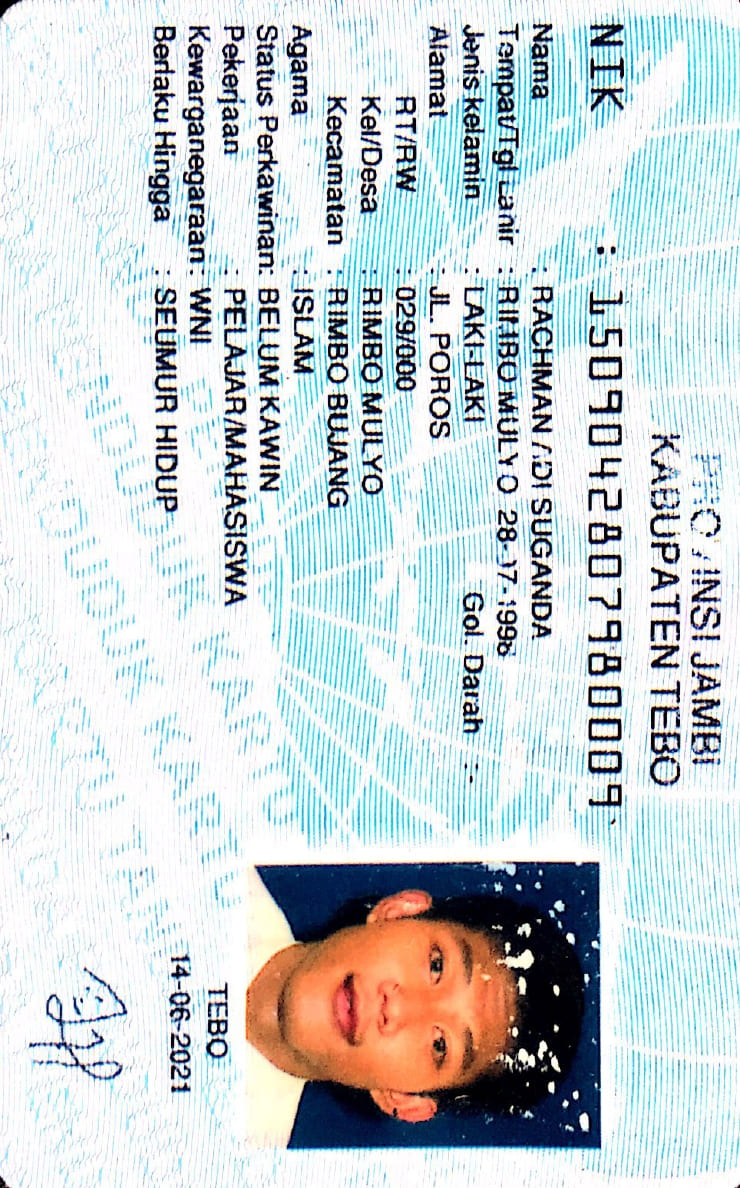 PROVINSI JAMBI
KABUPATEN TEBO
NIK : 1509042807980009
Nama : RACHMAN ADI SUGANDA
Tempat/Tgl Lahir : RIMBO MULYO 28-07-1998
Jenis kelamin : LAKI-LAKI Gol. Darah : -
Alamat : JL. POROS
RT/RW : 029/000
Kel/Desa : RIMBO MULYO
Kecamatan : RIMBO BUJANG
Agama : ISLAM
Status Perkawinan: BELUM KAWIN
Pekerjaan : PELAJAR/MAHASISWA
Kewarganegaraan: WNI
Berlaku Hingga : SEUMUR HIDUP
TEBO
14-06-2021